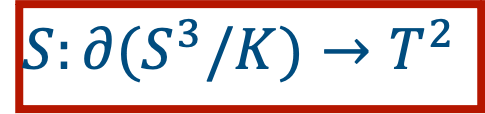 S: ∂(S³/K) → T²